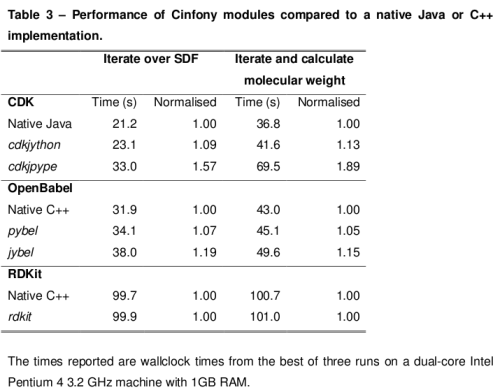 Table 3 – Performance of Cinfony modules compared to a native Java or C++
implementation.
Iterate over SDF Iterate and calculate
molecular weight
CDK Time (s) Normalised Time (s) Normalised
Native Java 21.2 1.00 36.8 1.00
cdkjython 23.1 1.09 41.6 1.13
cdkjpype 33.0 1.57 69.5 1.89
OpenBabel
Native C++ 31.9 1.00 43.0 1.00
pybel 34.1 1.07 45.1 1.05
jybel 38.0 1.19 49.6 1.15
RDKit
Native C++ 99.7 1.00 100.7 1.00
rdkit 99.9 1.00 101.0 1.00
The times reported are wallclock times from the best of three runs on a dual-core Intel
Pentium 4 3.2 GHz machine with 1GB RAM.